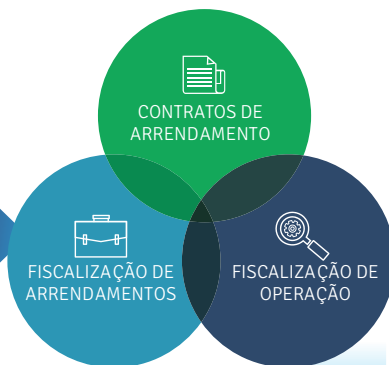 CONTRATOS DE
ARRENDAMENTO
FISCALIZAÇÃO DE
ARRENDAMENTOS
FISCALIZAÇÃO DE
OPERAÇÃO